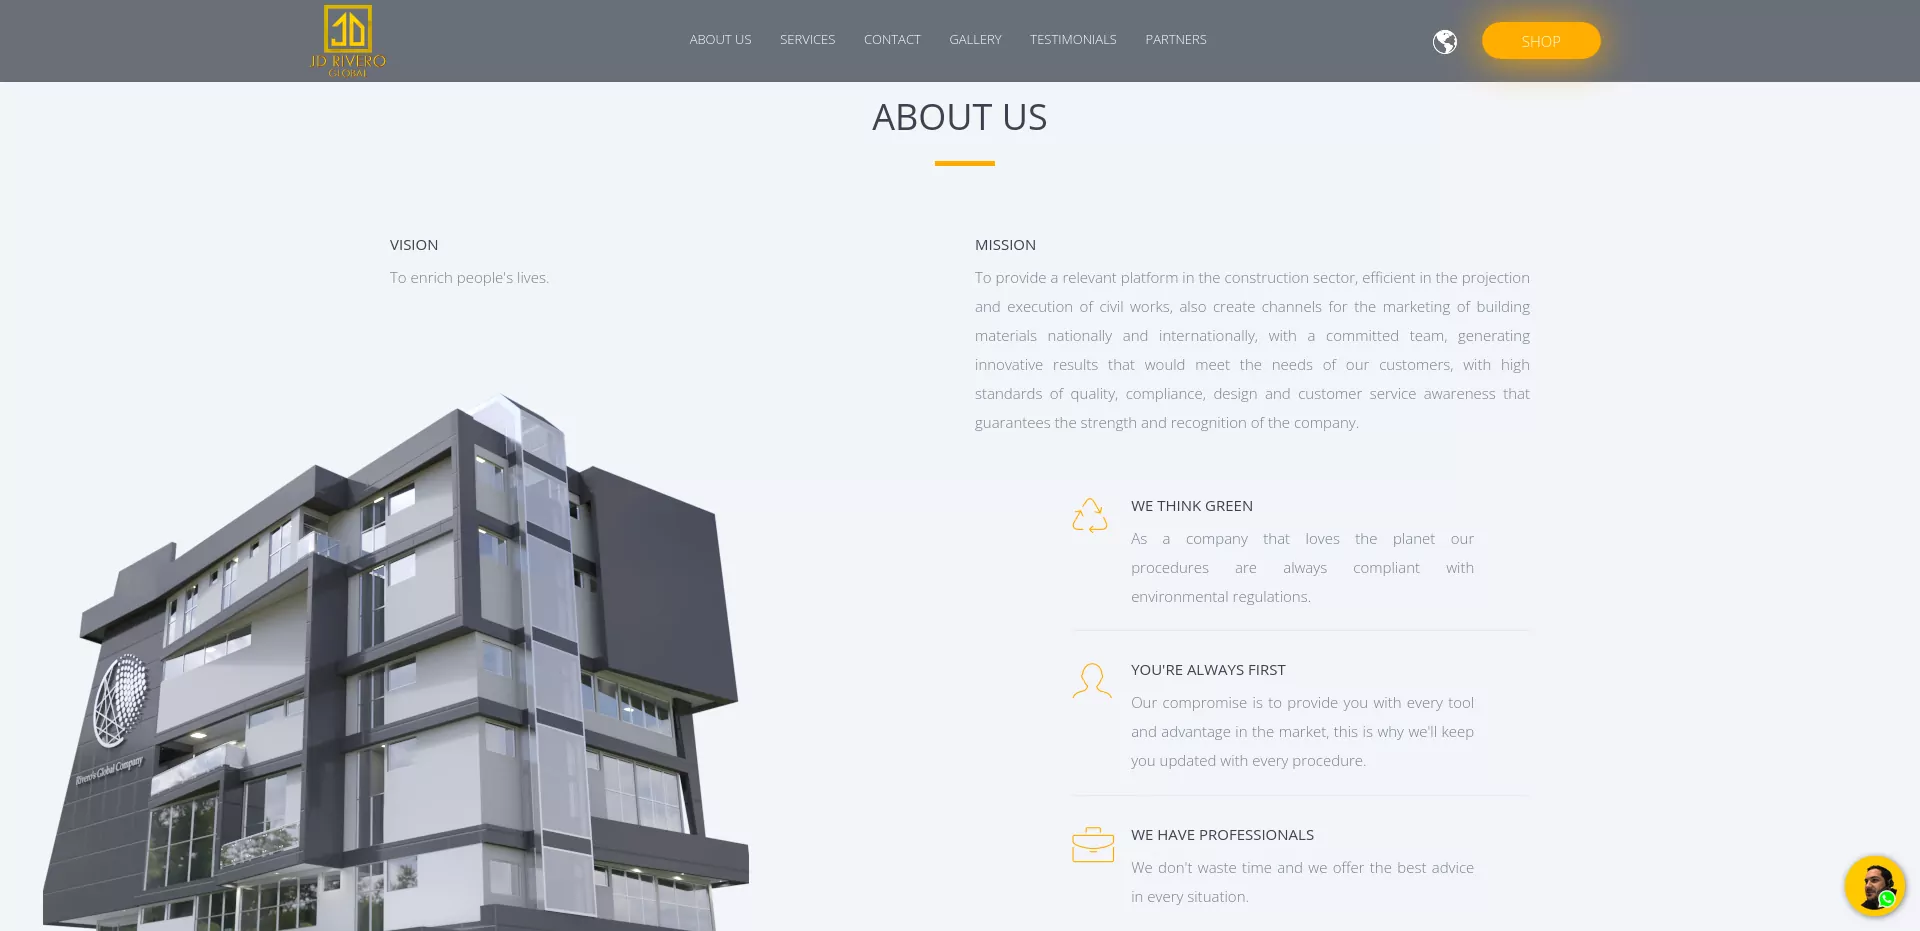 JD RIVERO
GLOBAL
ABOUT US
SERVICES
CONTACT
GALLERY
TESTIMONIALS
PARTNERS
SHOP
ABOUT US
VISION
To enrich people's lives.
MISSION
To provide a relevant platform in the construction sector, efficient in the projection
and execution of civil works, also create channels for the marketing of building
materials nationally and internationally, with a committed team, generating
innovative results that would meet the needs of our customers, with high
standards of quality, compliance, design and customer service awareness that
guarantees the strength and recognition of the company.
Rivero's Global Company
WE THINK GREEN
As a company that loves the planet our
procedures are always compliant with
environmental regulations.
YOU'RE ALWAYS FIRST
Our compromise is to provide you with every tool
and advantage in the market, this is why we'll keep
you updated with every procedure.
WE HAVE PROFESSIONALS
We don't waste time and we offer the best advice
in every situation.